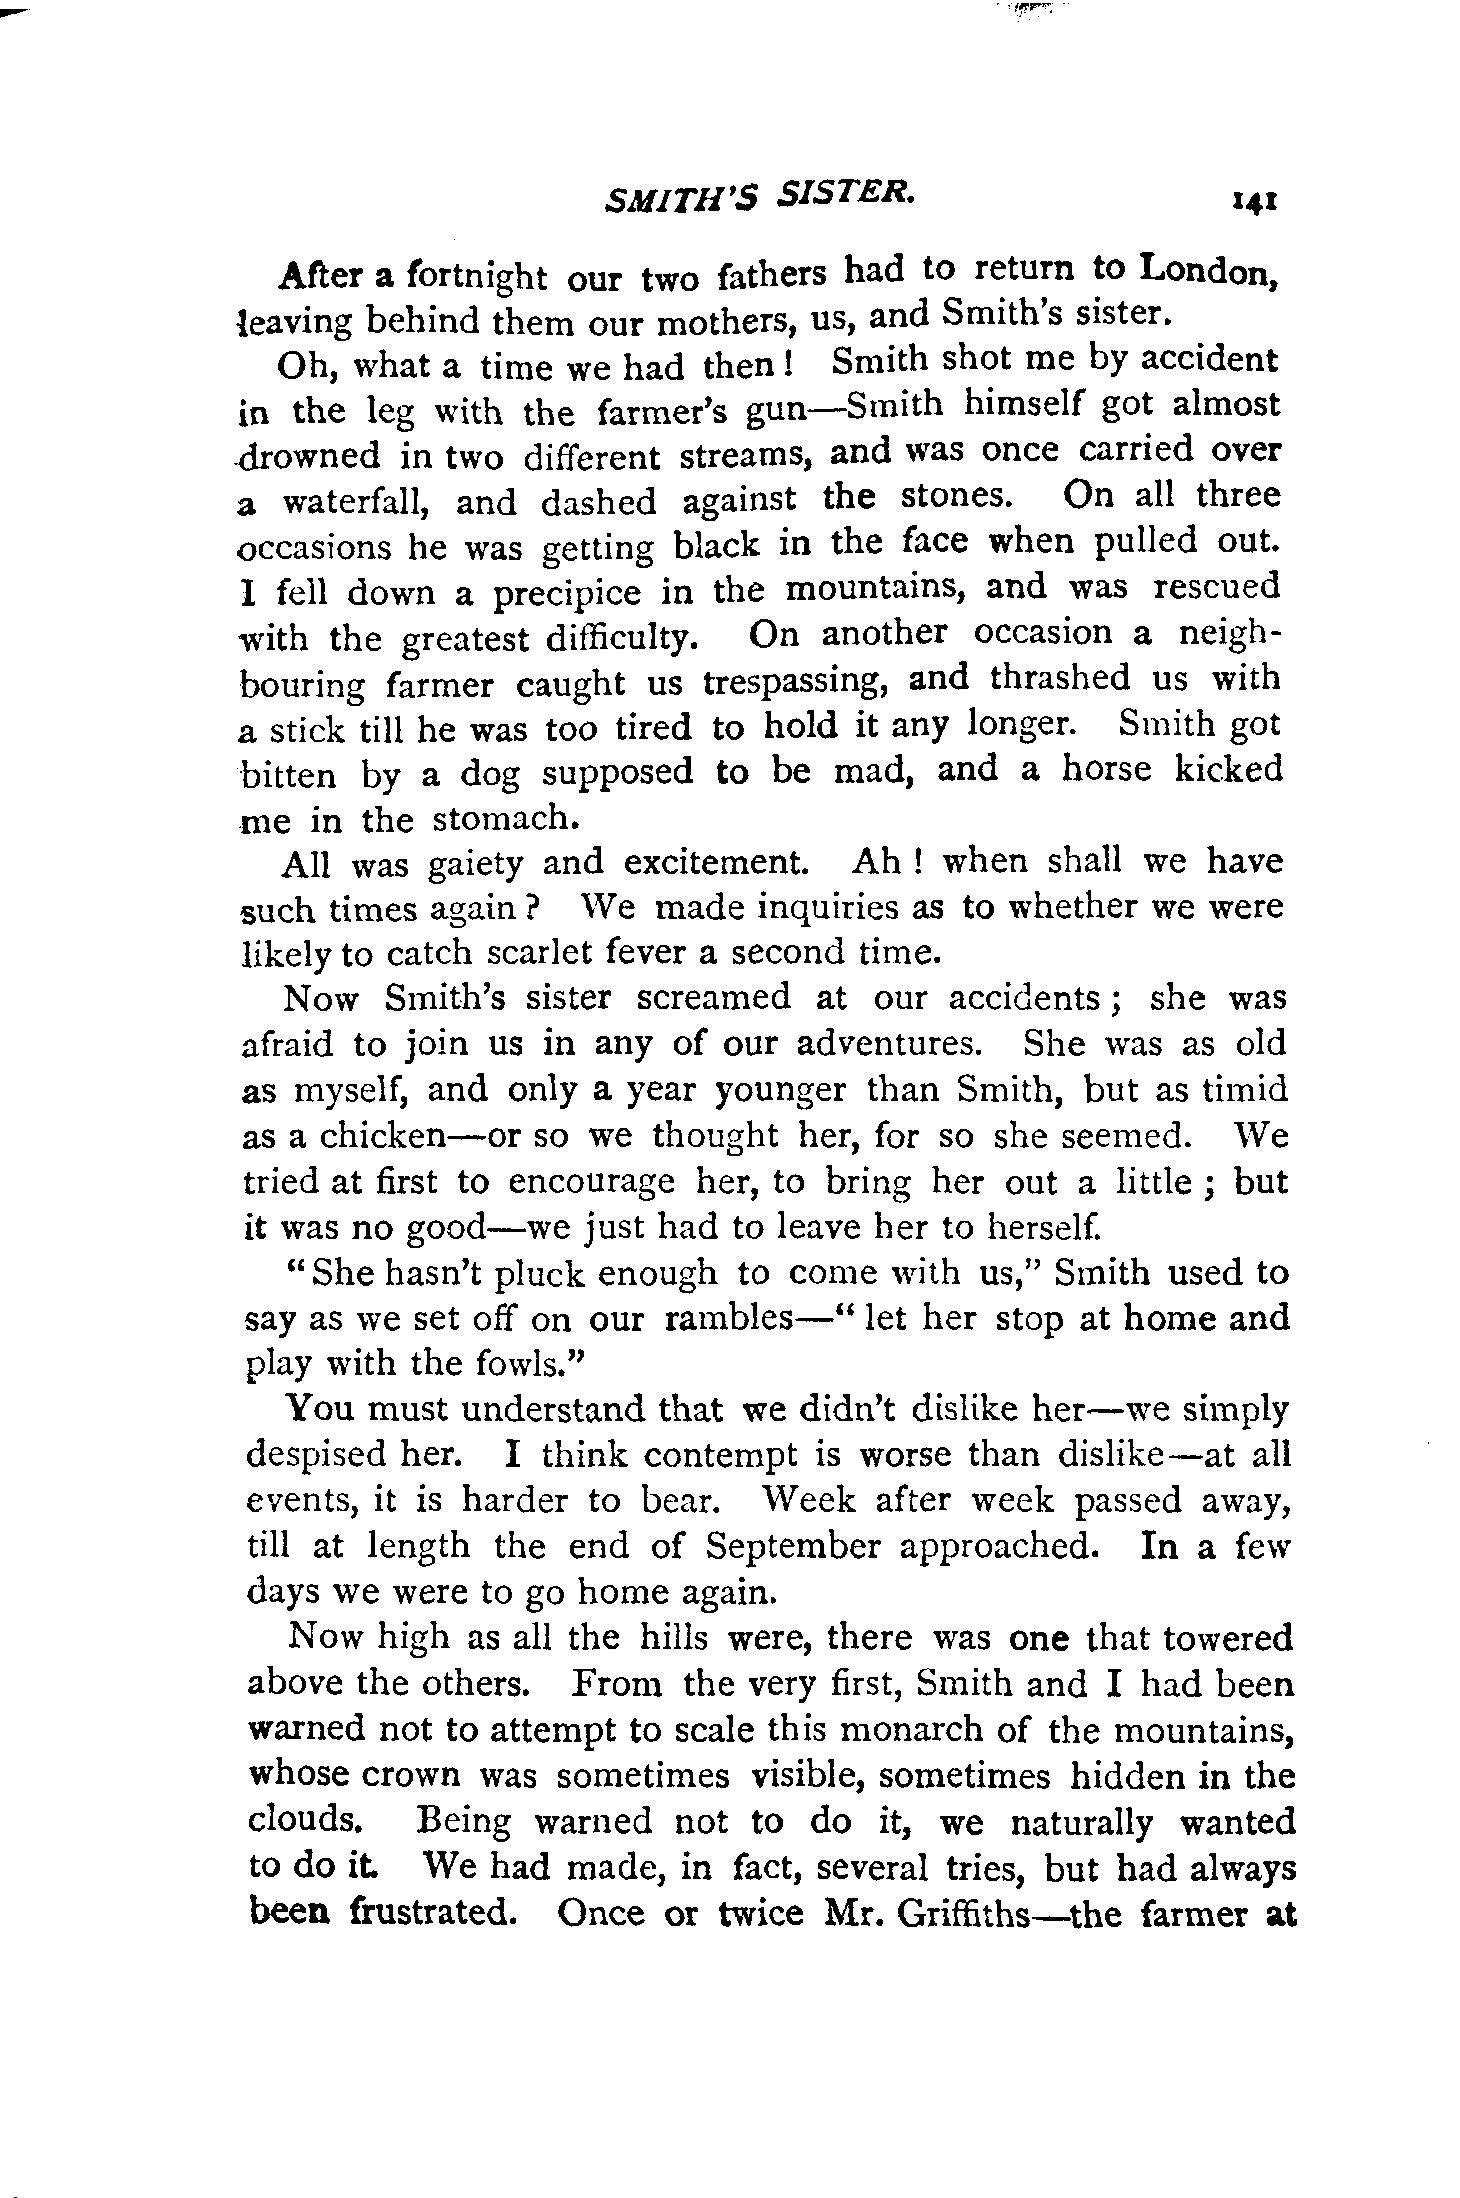 SMITH'S SISTER. 141
After a fortnight our two fathers had to return to London,
leaving behind them our mothers, us, and Smith's sister.
Oh, what a time we had then! Smith shot me by accident
in the leg with the farmer's gun—Smith himself got almost
drowned in two different streams, and was once carried over
a waterfall, and dashed against the stones. On all three
occasions he was getting black in the face when pulled out.
I fell down a precipice in the mountains, and was rescued
with the greatest difficulty. On another occasion a neigh-
bouring farmer caught us trespassing, and thrashed us with
a stick till he was too tired to hold it any longer. Smith got
bitten by a dog supposed to be mad, and a horse kicked
me in the stomach.
All was gaiety and excitement. Ah! when shall we have
such times again? We made inquiries as to whether we were
likely to catch scarlet fever a second time.
Now Smith's sister screamed at our accidents; she was
afraid to join us in any of our adventures. She was as old
as myself, and only a year younger than Smith, but as timid
as a chicken—or so we thought her, for so she seemed. We
tried at first to encourage her, to bring her out a little; but
it was no good—we just had to leave her to herself.
"She hasn't pluck enough to come with us," Smith used to
say as we set off on our rambles—"let her stop at home and
play with the fowls."
You must understand that we didn't dislike her—we simply
despised her. I think contempt is worse than dislike—at all
events, it is harder to bear. Week after week passed away,
till at length the end of September approached. In a few
days we were to go home again.
Now high as all the hills were, there was one that towered
above the others. From the very first, Smith and I had been
warned not to attempt to scale this monarch of the mountains,
whose crown was sometimes visible, sometimes hidden in the
clouds. Being warned not to do it, we naturally wanted
to do it. We had made, in fact, several tries, but had always
been frustrated. Once or twice Mr. Griffiths—the farmer at